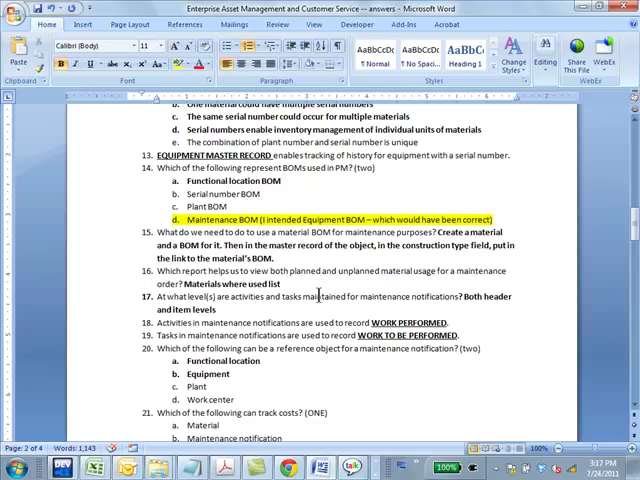 Enterprise Asset Management and Customer Service -- answers - Microsoft Word
Home Insert Page Layout References Mailings Review View Developer Add-Ins Acrobat
Calibri (Body) 11
AaBbCcDc AaBbCcDc AaBbC
¶ Normal ¶ No Spaci... Heading 1
Paste
Change Styles
Editing
Share This File
WebEx
Clipboard Font Paragraph Styles WebEx
b. One material could have multiple serial numbers
c. The same serial number could occur for multiple materials
d. Serial numbers enable inventory management of individual units of materials
e. The combination of plant number and serial number is unique
13. EQUIPMENT MASTER RECORD enables tracking of history for equipment with a serial number.
14. Which of the following represent BOMs used in PM? (two)
a. Functional location BOM
b. Serial number BOM
c. Plant BOM
d. Maintenance BOM (I intended Equipment BOM – which would have been correct)
15. What do we need to do to use a material BOM for maintenance purposes? Create a material
and a BOM for it. Then in the master record of the object, in the construction type field, put in
the link to the material's BOM.
16. Which report helps us to view both planned and unplanned material usage for a maintenance
order? Materials where used list
17. At what level(s) are activities and tasks maintained for maintenance notifications? Both header
and item levels
18. Activities in maintenance notifications are used to record WORK PERFORMED.
19. Tasks in maintenance notifications are used to record WORK TO BE PERFORMED.
20. Which of the following can be a reference object for a maintenance notification? (two)
a. Functional location
b. Equipment
c. Plant
d. Work center
21. Which of the following can track costs? (ONE)
a. Material
b. Maintenance notification
Page: 2 of 4 Words: 1,143 100%
DEV talk 100% 3:17 PM
7/24/2011